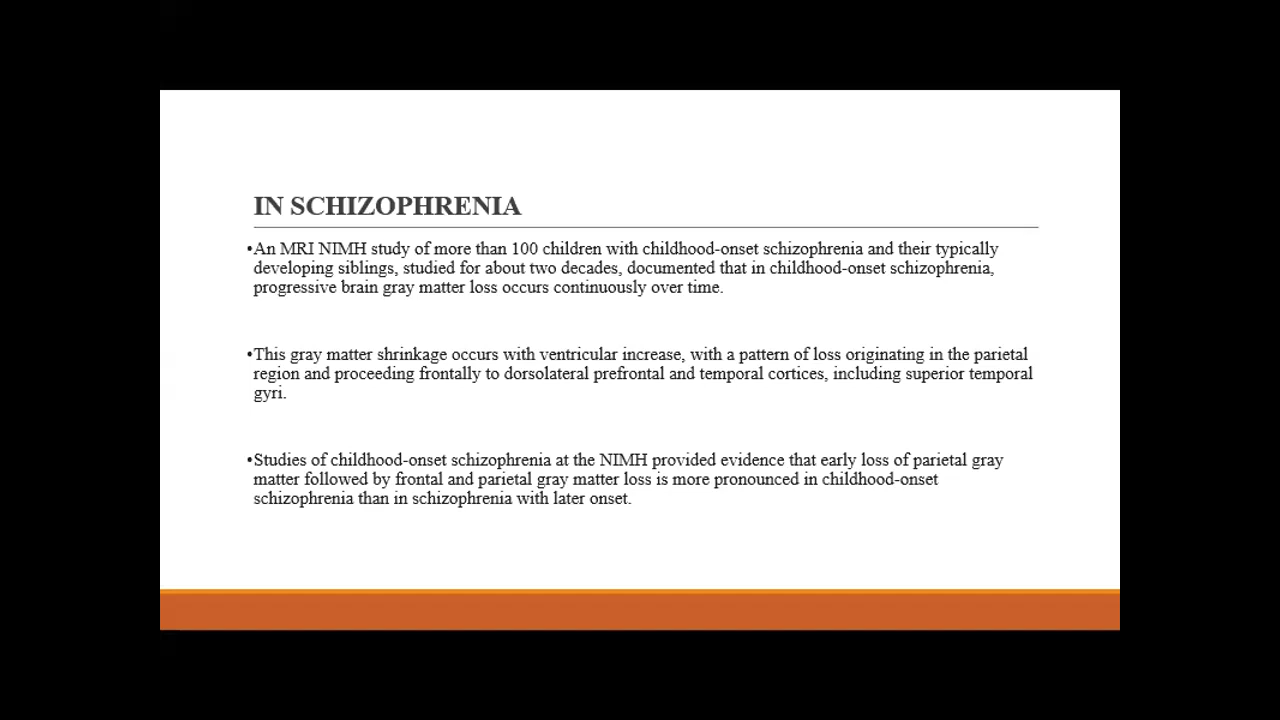 IN SCHIZOPHRENIA
•An MRI NIMH study of more than 100 children with childhood-onset schizophrenia and their typically
developing siblings, studied for about two decades, documented that in childhood-onset schizophrenia,
progressive brain gray matter loss occurs continuously over time.
•This gray matter shrinkage occurs with ventricular increase, with a pattern of loss originating in the parietal
region and proceeding frontally to dorsolateral prefrontal and temporal cortices, including superior temporal
gyri.
•Studies of childhood-onset schizophrenia at the NIMH provided evidence that early loss of parietal gray
matter followed by frontal and parietal gray matter loss is more pronounced in childhood-onset
schizophrenia than in schizophrenia with later onset.